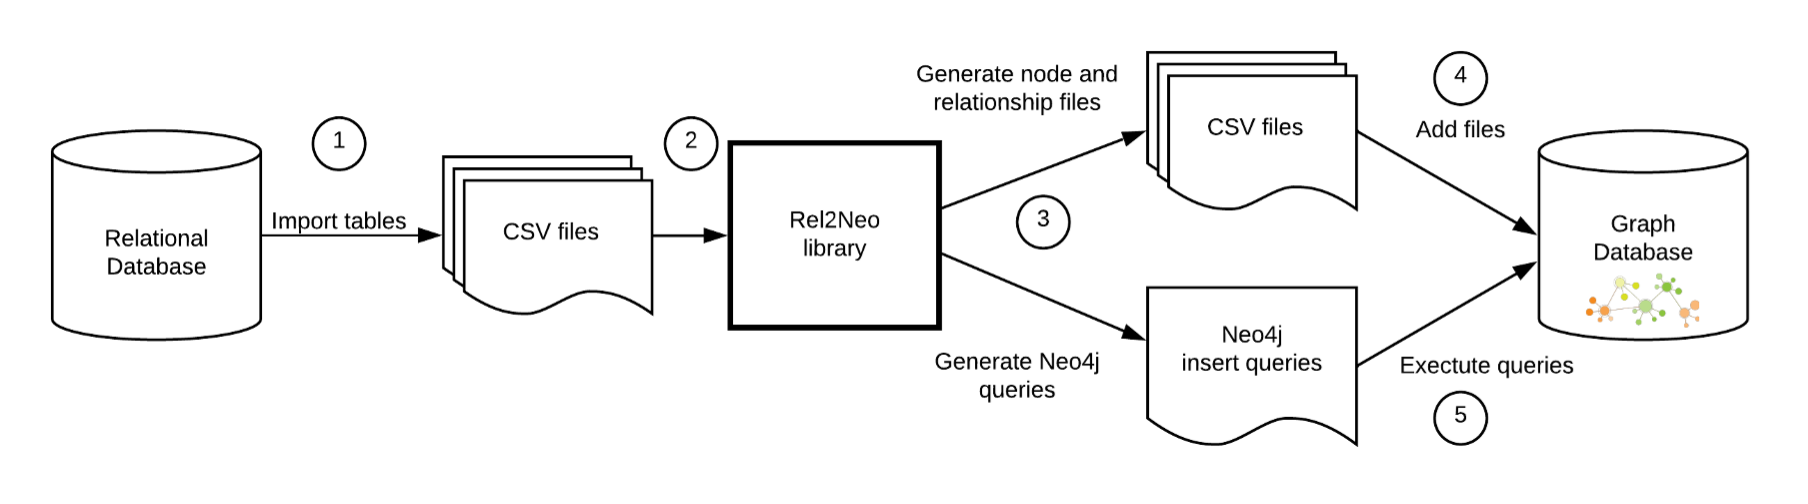 1
Import tables
Relational
Database
CSV files
2
Rel2Neo
library
Generate node and
relationship files
3
Generate Neo4j
queries
CSV files
Neo4j
insert queries
4
Add files
Exectute queries
5
Graph
Database